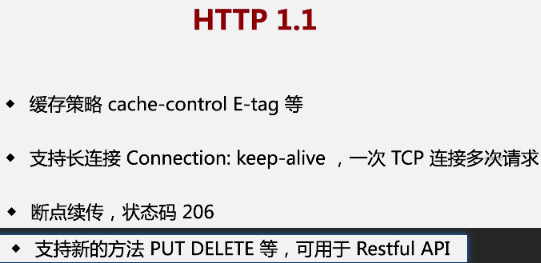 HTTP 1.1
缓存策略 cache-control E-tag 等
支持长连接 Connection: keep-alive ，一次 TCP 连接多次请求
断点续传，状态码 206
支持新的方法 PUT DELETE 等，可用于 Restful API